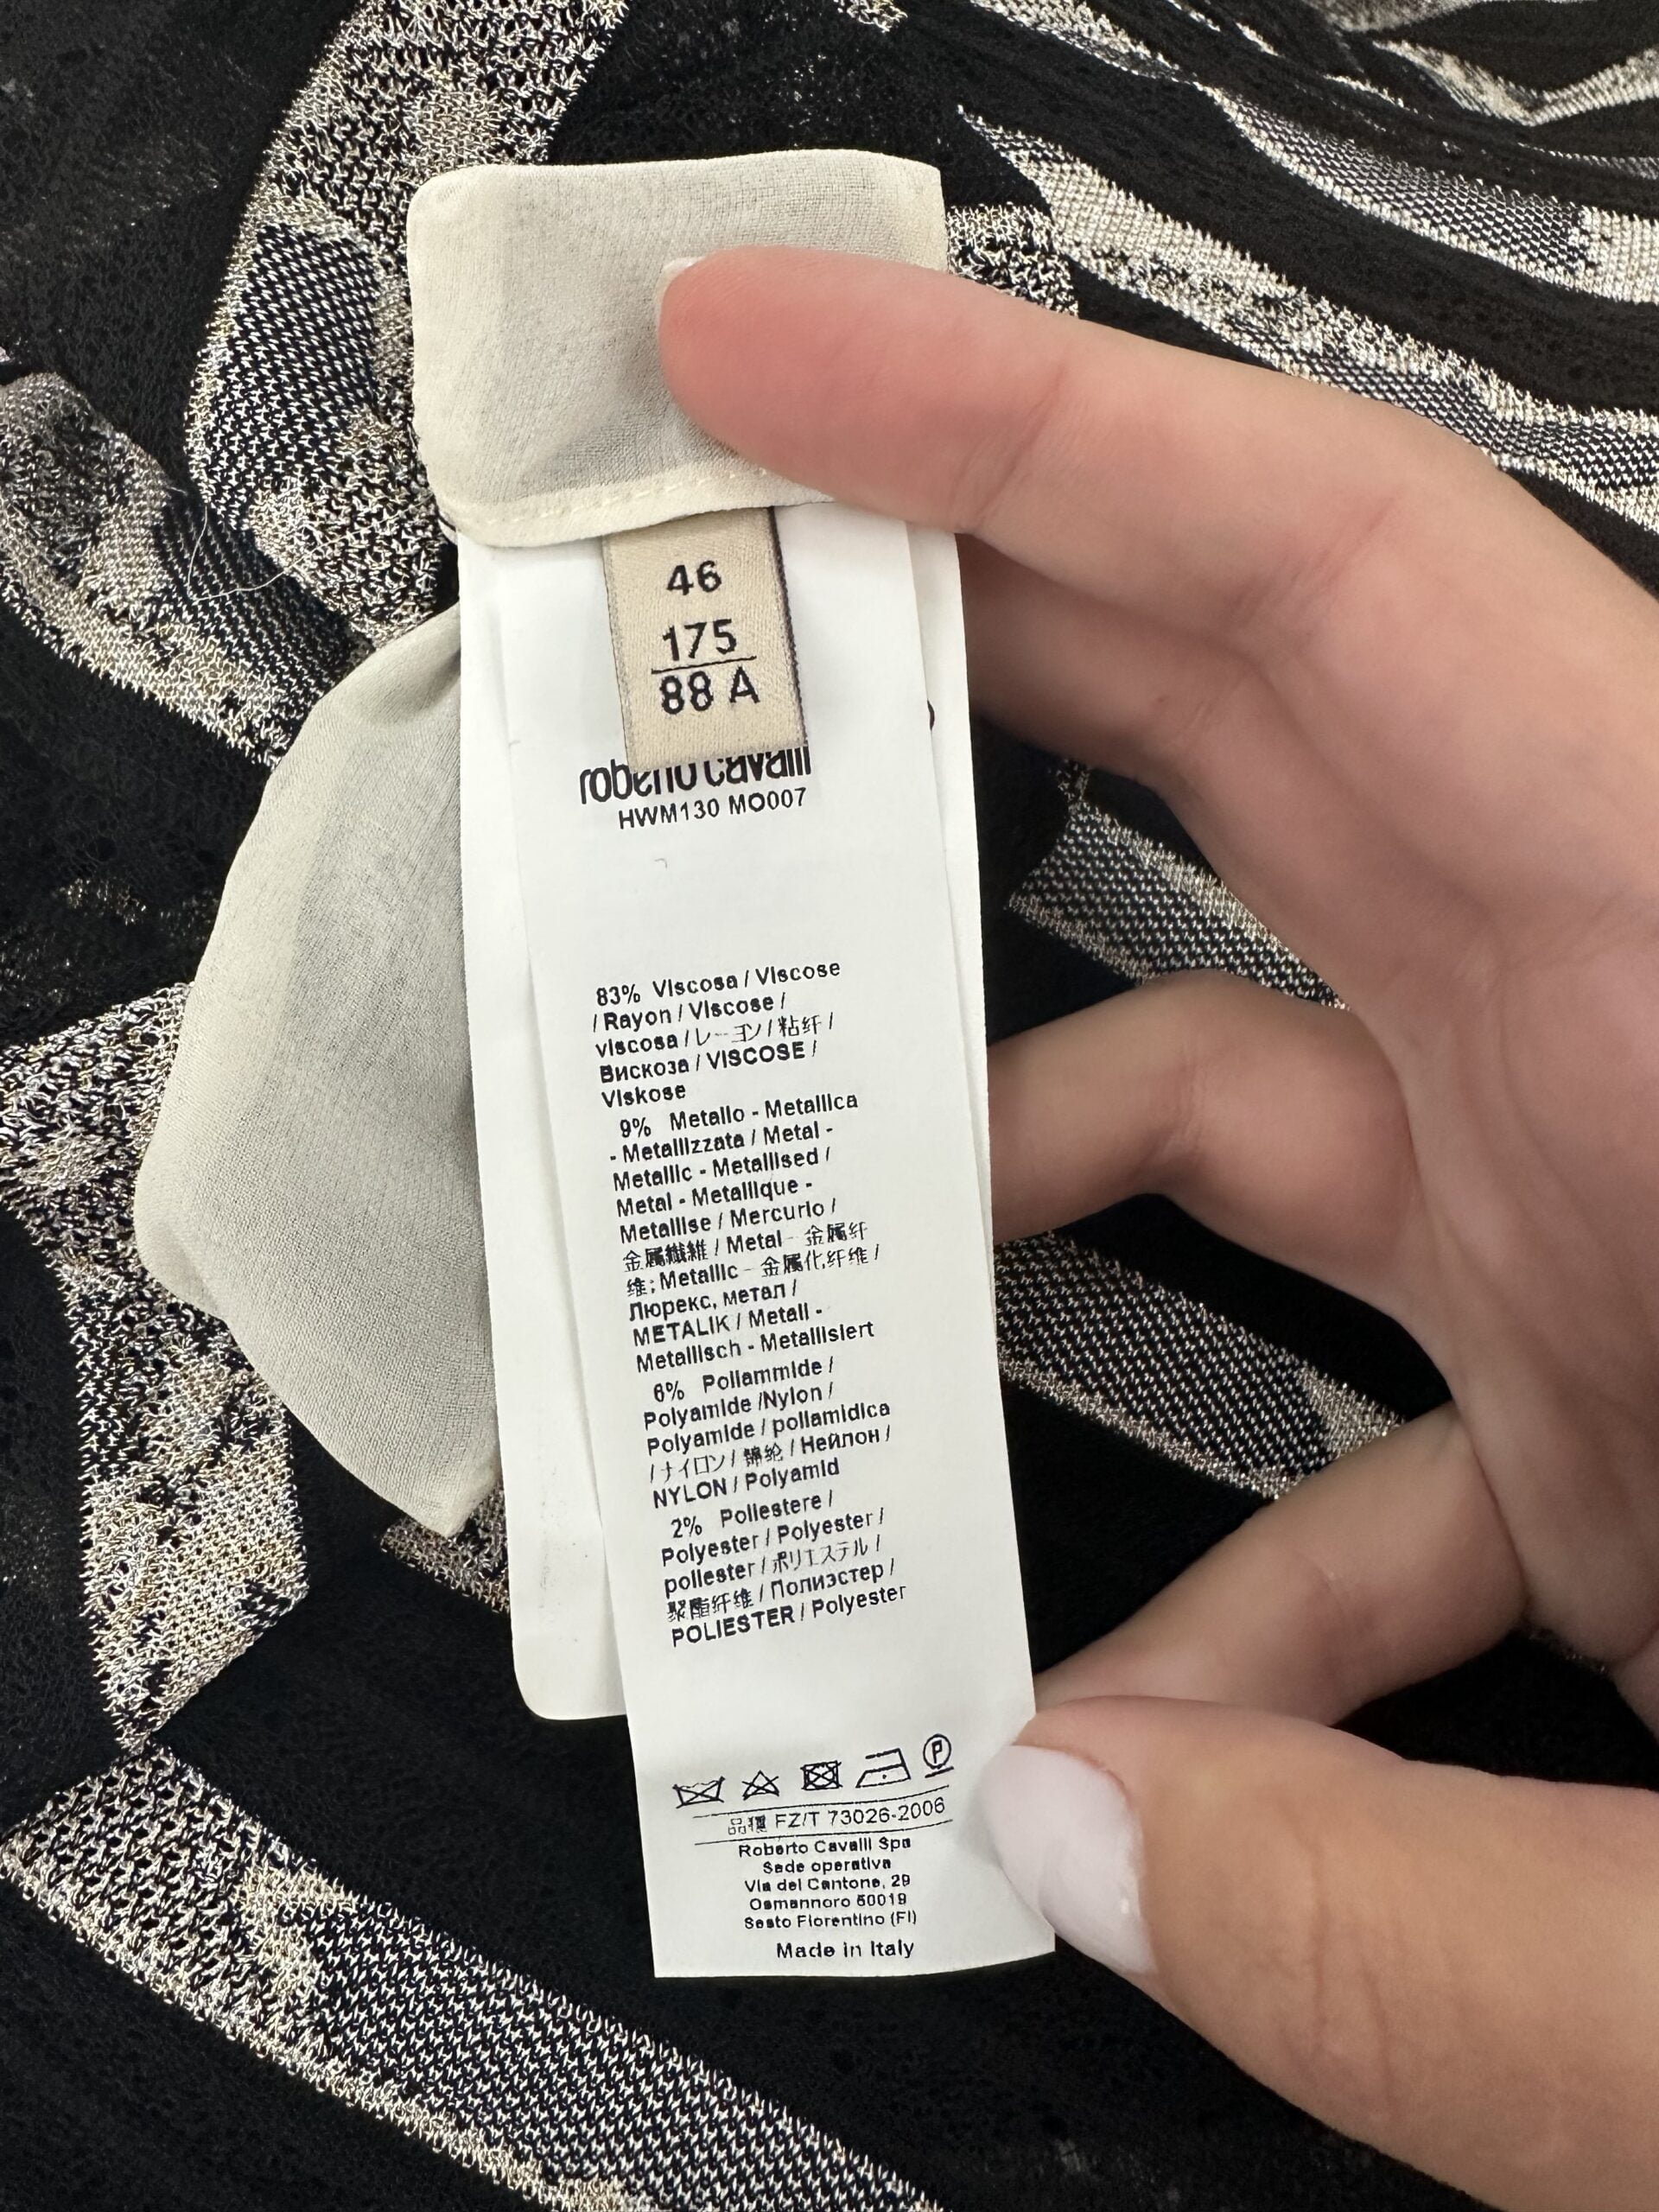 46
175
88 A
roberto cavalli
HWM130 MO007
83% Viscosa / Viscose
/ Rayon / Viscose /
viscosa / レーヨン / 粘纤 /
Вискоза / VISCOSE /
Viskose
9% Metallo - Metallica
- Metallizzata / Metal -
Metallic - Metallised /
Metal - Metallique -
Metallise / Mercurio /
金属繊維 / Metal - 金属纤
维; Metallic - 金属化纤维 /
Люрекс, метал /
METALIK / Metall -
Metallisch - Metallisiert
6% Poliammide /
Polyamide /Nylon /
Polyamide / poliamidica
/ ナイロン / 锦纶 / Нейлон /
NYLON / Polyamid
2% Poliestere /
Polyester / Polyester /
poliester / ポリエステル /
聚酯纤维 / Полиэстер /
POLIESTER / Polyester
P
品種 FZ/T 73026-2006
Roberto Cavalli Spa
Sede operativa
Via del Cantone, 29
Osmannoro 50019
Sesto Fiorentino (FI)
Made in Italy